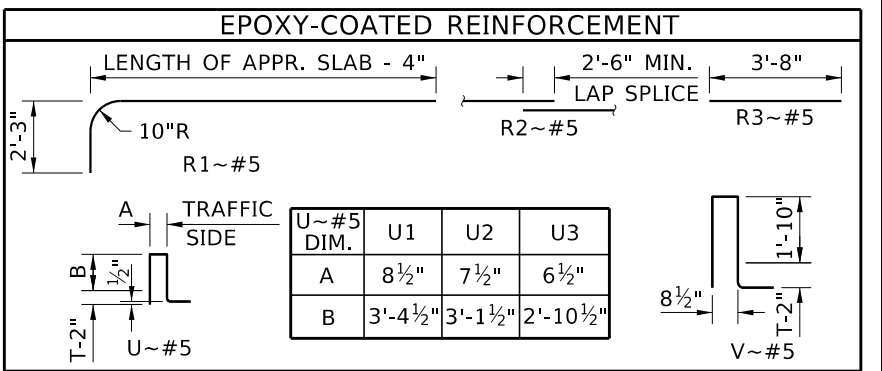 EPOXY-COATED REINFORCEMENT
LENGTH OF APPR. SLAB - 4"
2'-6" MIN.
LAP SPLICE
3'-8"
2'-3"
10"R
R1~#5
R2~#5
R3~#5
A
TRAFFIC
SIDE
B
½"
T-2"
U~#5
U~#5 DIM. U1 U2 U3
A 8½" 7½" 6½"
B 3'-4½" 3'-1½" 2'-10½"
1'-10"
8½"
T-2"
V~#5